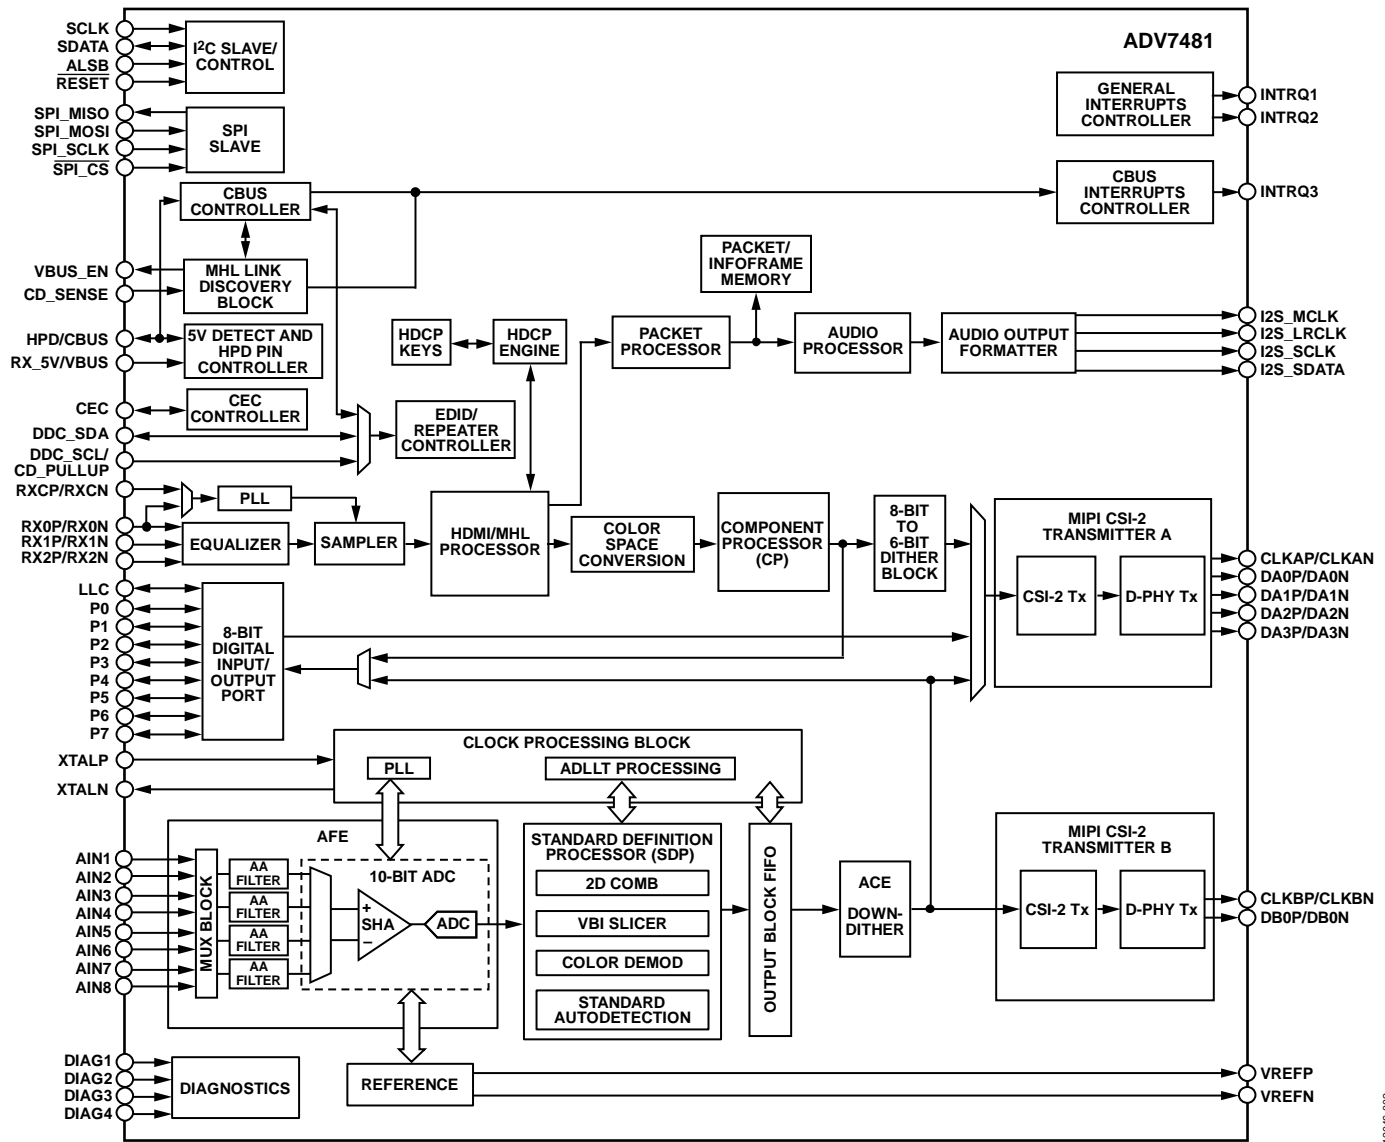 ADV7481
SCLK
SDATA
ALSB
RESET
I2C SLAVE/
CONTROL
SPI_MISO
SPI_MOSI
SPI_SCLK
SPI_CS
SPI
SLAVE
GENERAL
INTERRUPTS
CONTROLLER
INTRQ1
INTRQ2
CBUS
CONTROLLER
CBUS
INTERRUPTS
CONTROLLER
INTRQ3
VBUS_EN
CD_SENSE
MHL LINK
DISCOVERY
BLOCK
PACKET/
INFOFRAME
MEMORY
HPD/CBUS
RX_5V/VBUS
5V DETECT AND
HPD PIN
CONTROLLER
HDCP
KEYS
HDCP
ENGINE
PACKET
PROCESSOR
AUDIO
PROCESSOR
AUDIO OUTPUT
FORMATTER
I2S_MCLK
I2S_LRCLK
I2S_SCLK
I2S_SDATA
CEC
CEC
CONTROLLER
DDC_SDA
DDC_SCL/
CD_PULLUP
EDID/
REPEATER
CONTROLLER
RXCP/RXCN
PLL
RX0P/RX0N
RX1P/RX1N
RX2P/RX2N
EQUALIZER
SAMPLER
HDMI/MHL
PROCESSOR
COLOR
SPACE
CONVERSION
COMPONENT
PROCESSOR
(CP)
8-BIT
TO
6-BIT
DITHER
BLOCK
MIPI CSI-2
TRANSMITTER A
CSI-2 Tx
D-PHY Tx
CLKAP/CLKAN
DA0P/DA0N
DA1P/DA1N
DA2P/DA2N
DA3P/DA3N
LLC
P0
P1
P2
P3
P4
P5
P6
P7
8-BIT
DIGITAL
INPUT/
OUTPUT
PORT
XTALP
XTALN
CLOCK PROCESSING BLOCK
PLL
ADLLT PROCESSING
AFE
AIN1
AIN2
AIN3
AIN4
AIN5
AIN6
AIN7
AIN8
MUX BLOCK
AA
FILTER
AA
FILTER
AA
FILTER
AA
FILTER
10-BIT ADC
+
SHA
–
ADC
STANDARD DEFINITION
PROCESSOR (SDP)
2D COMB
VBI SLICER
COLOR DEMOD
STANDARD
AUTODETECTION
OUTPUT BLOCK FIFO
ACE
DOWN-
DITHER
MIPI CSI-2
TRANSMITTER B
CSI-2 Tx
D-PHY Tx
CLKBP/CLKBN
DB0P/DB0N
DIAG1
DIAG2
DIAG3
DIAG4
DIAGNOSTICS
REFERENCE
VREFP
VREFN